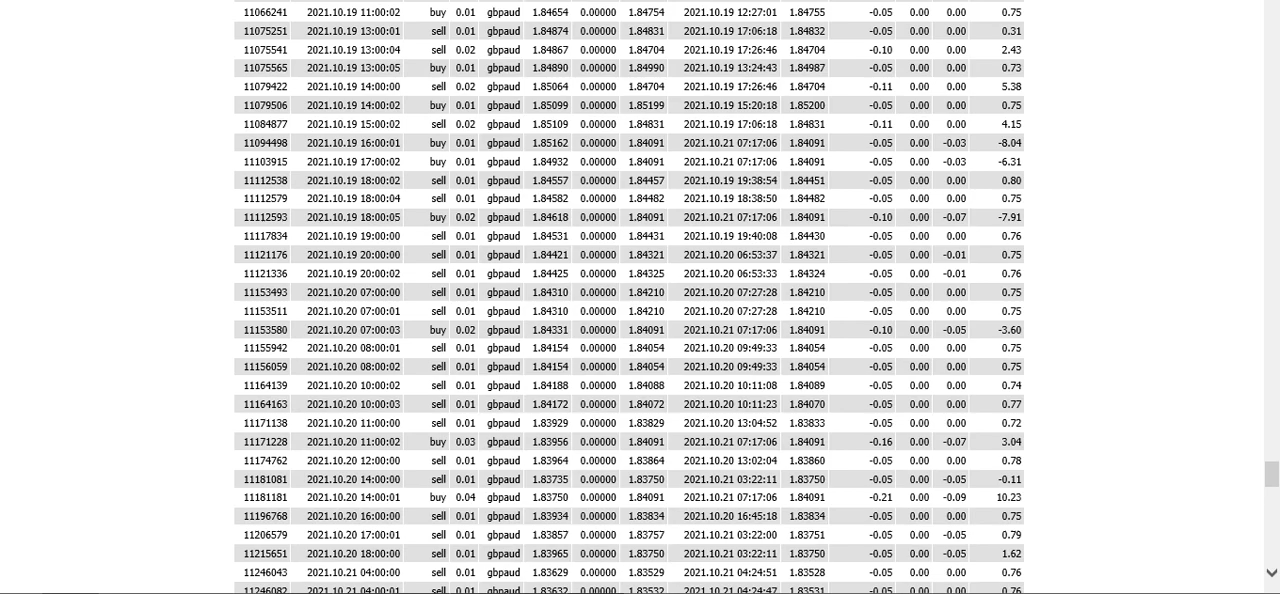 11066241 2021.10.19 11:00:02 buy 0.01 gbpaud 1.84654 0.00000 1.84754 2021.10.19 12:27:01 1.84755 -0.05 0.00 0.00 0.75
11075251 2021.10.19 13:00:01 sell 0.01 gbpaud 1.84874 0.00000 1.84831 2021.10.19 17:06:18 1.84832 -0.05 0.00 0.00 0.31
11075541 2021.10.19 13:00:04 sell 0.02 gbpaud 1.84867 0.00000 1.84704 2021.10.19 17:26:46 1.84704 -0.10 0.00 0.00 2.43
11075565 2021.10.19 13:00:05 buy 0.01 gbpaud 1.84890 0.00000 1.84990 2021.10.19 13:24:43 1.84987 -0.05 0.00 0.00 0.73
11079422 2021.10.19 14:00:00 sell 0.02 gbpaud 1.85064 0.00000 1.84704 2021.10.19 17:26:46 1.84704 -0.11 0.00 0.00 5.38
11079506 2021.10.19 14:00:02 buy 0.01 gbpaud 1.85099 0.00000 1.85199 2021.10.19 15:20:18 1.85200 -0.05 0.00 0.00 0.75
11084877 2021.10.19 15:00:02 sell 0.02 gbpaud 1.85109 0.00000 1.84831 2021.10.19 17:06:18 1.84831 -0.11 0.00 0.00 4.15
11094498 2021.10.19 16:00:01 buy 0.01 gbpaud 1.85162 0.00000 1.84091 2021.10.21 07:17:06 1.84091 -0.05 0.00 -0.03 -8.04
11103915 2021.10.19 17:00:02 buy 0.01 gbpaud 1.84932 0.00000 1.84091 2021.10.21 07:17:06 1.84091 -0.05 0.00 -0.03 -6.31
11112538 2021.10.19 18:00:02 sell 0.01 gbpaud 1.84557 0.00000 1.84457 2021.10.19 19:38:54 1.84451 -0.05 0.00 0.00 0.80
11112579 2021.10.19 18:00:04 sell 0.01 gbpaud 1.84582 0.00000 1.84482 2021.10.19 18:38:50 1.84482 -0.05 0.00 0.00 0.75
11112593 2021.10.19 18:00:05 buy 0.02 gbpaud 1.84618 0.00000 1.84091 2021.10.21 07:17:06 1.84091 -0.10 0.00 -0.07 -7.91
11117834 2021.10.19 19:00:00 sell 0.01 gbpaud 1.84531 0.00000 1.84431 2021.10.19 19:40:08 1.84430 -0.05 0.00 0.00 0.76
11121176 2021.10.19 20:00:00 sell 0.01 gbpaud 1.84421 0.00000 1.84321 2021.10.20 06:53:37 1.84321 -0.05 0.00 -0.01 0.75
11121336 2021.10.19 20:00:02 sell 0.01 gbpaud 1.84425 0.00000 1.84325 2021.10.20 06:53:33 1.84324 -0.05 0.00 -0.01 0.76
11153493 2021.10.20 07:00:00 sell 0.01 gbpaud 1.84310 0.00000 1.84210 2021.10.20 07:27:28 1.84210 -0.05 0.00 0.00 0.75
11153511 2021.10.20 07:00:01 sell 0.01 gbpaud 1.84310 0.00000 1.84210 2021.10.20 07:27:28 1.84210 -0.05 0.00 0.00 0.75
11153580 2021.10.20 07:00:03 buy 0.02 gbpaud 1.84331 0.00000 1.84091 2021.10.21 07:17:06 1.84091 -0.10 0.00 -0.05 -3.60
11155942 2021.10.20 08:00:01 sell 0.01 gbpaud 1.84154 0.00000 1.84054 2021.10.20 09:49:33 1.84054 -0.05 0.00 0.00 0.75
11156059 2021.10.20 08:00:02 sell 0.01 gbpaud 1.84154 0.00000 1.84054 2021.10.20 09:49:33 1.84054 -0.05 0.00 0.00 0.75
11164139 2021.10.20 10:00:02 sell 0.01 gbpaud 1.84188 0.00000 1.84088 2021.10.20 10:11:08 1.84089 -0.05 0.00 0.00 0.74
11164163 2021.10.20 10:00:03 sell 0.01 gbpaud 1.84172 0.00000 1.84072 2021.10.20 10:11:23 1.84070 -0.05 0.00 0.00 0.77
11171138 2021.10.20 11:00:00 sell 0.01 gbpaud 1.83929 0.00000 1.83829 2021.10.20 13:04:52 1.83833 -0.05 0.00 0.00 0.72
11171228 2021.10.20 11:00:02 buy 0.03 gbpaud 1.83956 0.00000 1.84091 2021.10.21 07:17:06 1.84091 -0.16 0.00 -0.07 3.04
11174762 2021.10.20 12:00:00 sell 0.01 gbpaud 1.83964 0.00000 1.83864 2021.10.20 13:02:04 1.83860 -0.05 0.00 0.00 0.78
11181081 2021.10.20 14:00:00 sell 0.01 gbpaud 1.83735 0.00000 1.83750 2021.10.21 03:22:11 1.83750 -0.05 0.00 -0.05 -0.11
11181181 2021.10.20 14:00:01 buy 0.04 gbpaud 1.83750 0.00000 1.84091 2021.10.21 07:17:06 1.84091 -0.21 0.00 -0.09 10.23
11196768 2021.10.20 16:00:00 sell 0.01 gbpaud 1.83934 0.00000 1.83834 2021.10.20 16:45:18 1.83834 -0.05 0.00 0.00 0.75
11206579 2021.10.20 17:00:01 sell 0.01 gbpaud 1.83857 0.00000 1.83757 2021.10.21 03:22:00 1.83751 -0.05 0.00 -0.05 0.79
11215651 2021.10.20 18:00:00 sell 0.01 gbpaud 1.83965 0.00000 1.83750 2021.10.21 03:22:11 1.83750 -0.05 0.00 -0.05 1.62
11246043 2021.10.21 04:00:00 sell 0.01 gbpaud 1.83629 0.00000 1.83529 2021.10.21 04:24:51 1.83528 -0.05 0.00 0.00 0.76
11246082 2021.10.21 04:00:01 sell 0.01 gbpaud 1.83632 0.00000 1.83532 2021.10.21 04:24:47 1.83531 -0.05 0.00 0.00 0.76